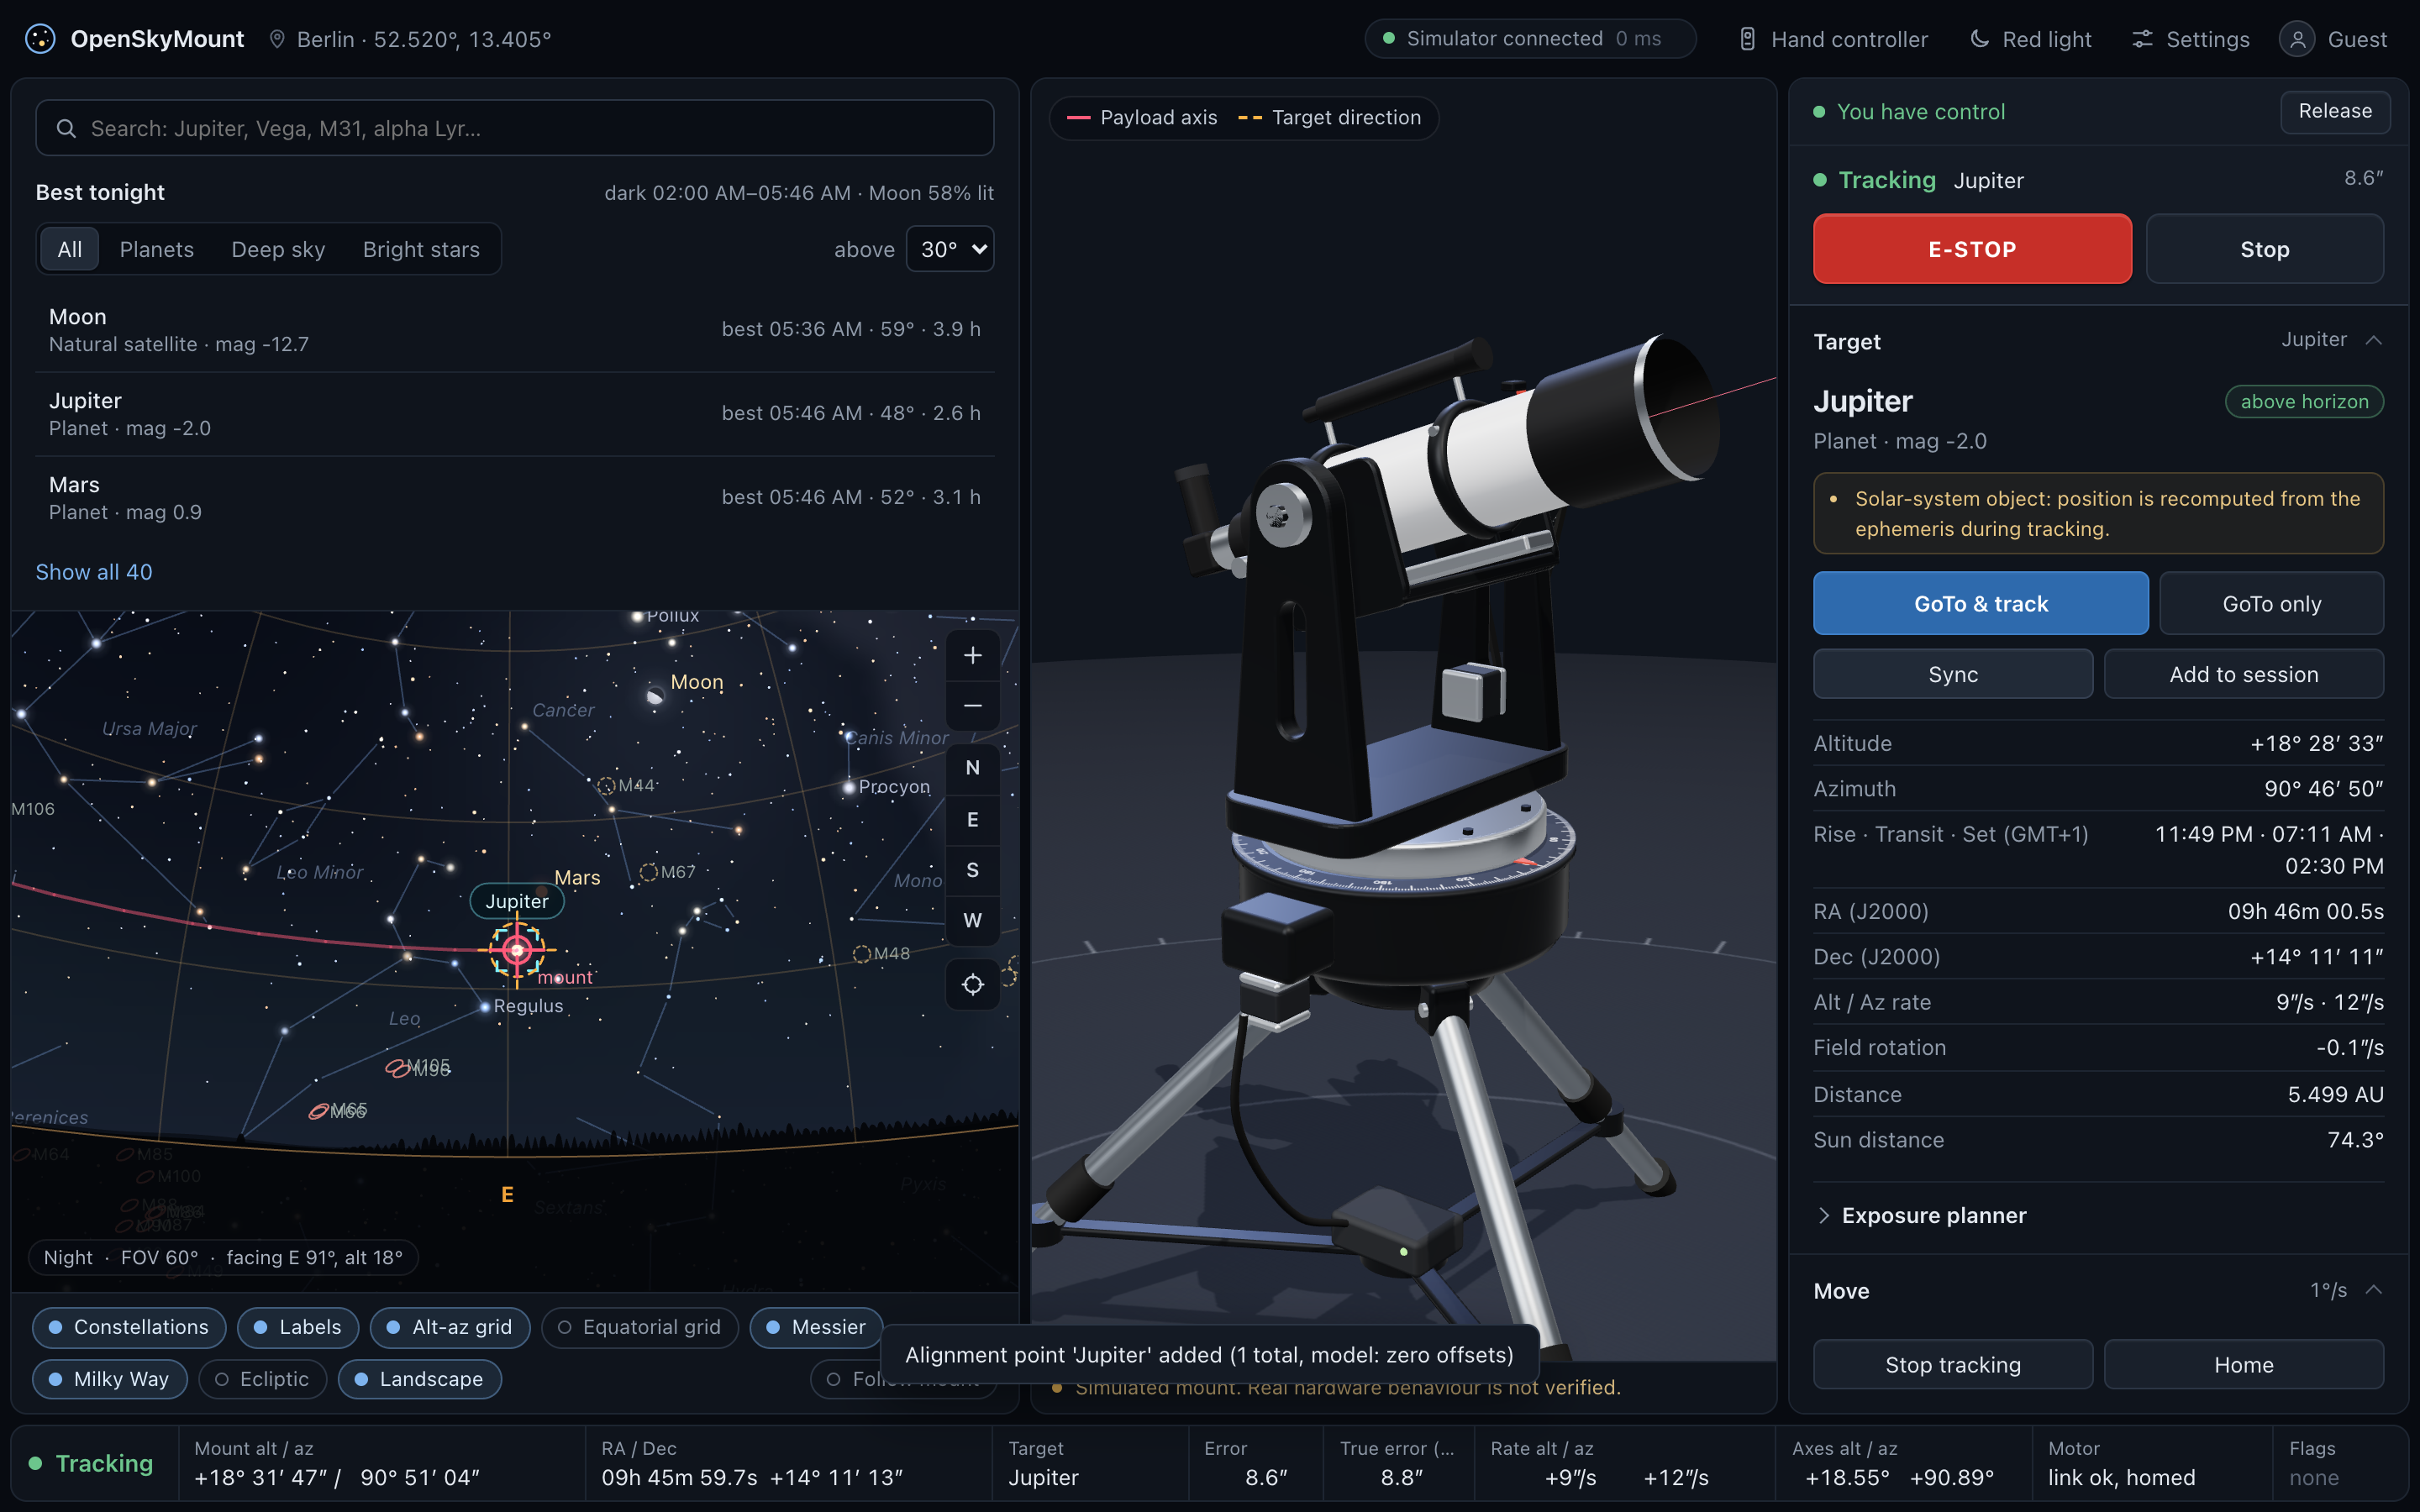 OpenSkyMount Berlin · 52.520°, 13.405° Simulator connected 0 ms Hand controller Red light Settings Guest
Search: Jupiter, Vega, M31, alpha Lyr...
Best tonight dark 02:00 AM–05:46 AM · Moon 58% lit
All Planets Deep sky Bright stars above 30°
Moon
Natural satellite · mag -12.7
best 05:36 AM · 59° · 3.9 h
Jupiter
Planet · mag -2.0
best 05:46 AM · 48° · 2.6 h
Mars
Planet · mag 0.9
best 05:46 AM · 52° · 3.1 h
Show all 40
Pollux
Moon
Cancer
Ursa Major
Canis Minor
M44
Procyon
M106
Leo Minor
M67
Mars
Mono
Jupiter
M48
mount
Regulus
Leo
M105
M96
M65
M66
erenices
M64
M85
M100
M87
E
Sextans
Pyxis
Hydra
+
−
N
E
S
W
Night · FOV 60° · facing E 91°, alt 18°
Constellations Labels Alt-az grid Equatorial grid Messier
Milky Way Ecliptic Landscape Follow mount
Payload axis Target direction
Alignment point 'Jupiter' added (1 total, model: zero offsets)
Simulated mount. Real hardware behaviour is not verified.
You have control Release
Tracking Jupiter 8.6″
E-STOP Stop
Target Jupiter
Jupiter above horizon
Planet · mag -2.0
Solar-system object: position is recomputed from the
ephemeris during tracking.
GoTo & track GoTo only
Sync Add to session
Altitude +18° 28′ 33″
Azimuth 90° 46′ 50″
Rise · Transit · Set (GMT+1) 11:49 PM · 07:11 AM ·
02:30 PM
RA (J2000) 09h 46m 00.5s
Dec (J2000) +14° 11′ 11″
Alt / Az rate 9″/s · 12″/s
Field rotation -0.1″/s
Distance 5.499 AU
Sun distance 74.3°
Exposure planner
Move 1°/s
Stop tracking Home
Tracking
Mount alt / az
+18° 31′ 47″ / 90° 51′ 04″
RA / Dec
09h 45m 59.7s +14° 11′ 13″
Target
Jupiter
Error
8.6″
True error (…
8.8″
Rate alt / az
+9″/s +12″/s
Axes alt / az
+18.55° +90.89°
Motor
link ok, homed
Flags
none